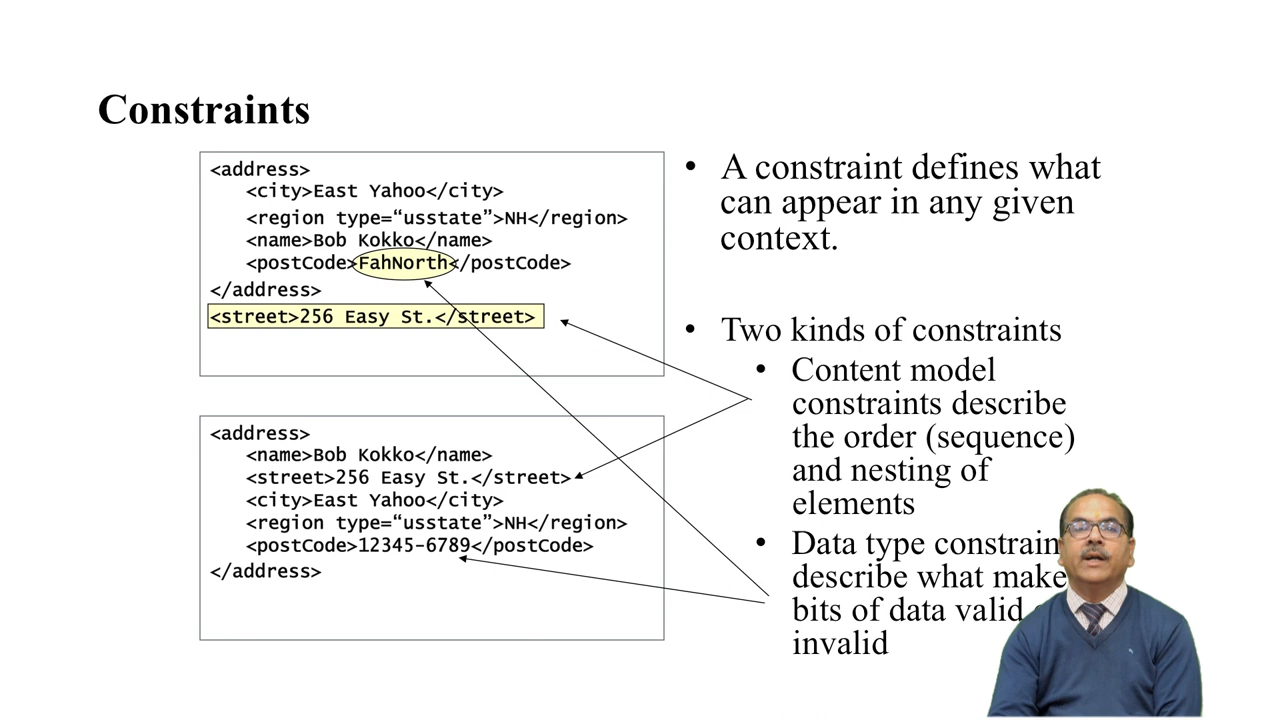 Constraints
<address>
<city>East Yahoo</city>
<region type=“usstate”>NH</region>
<name>Bob Kokko</name>
<postCode>FahNorth</postCode>
</address>
<street>256 Easy St.</street>
<address>
<name>Bob Kokko</name>
<street>256 Easy St.</street>
<city>East Yahoo</city>
<region type=“usstate”>NH</region>
<postCode>12345-6789</postCode>
</address>
• A constraint defines what
can appear in any given
context.
• Two kinds of constraints
• Content model
constraints describe
the order (sequence)
and nesting of
elements
• Data type
describe what
bits of data valid
invalid